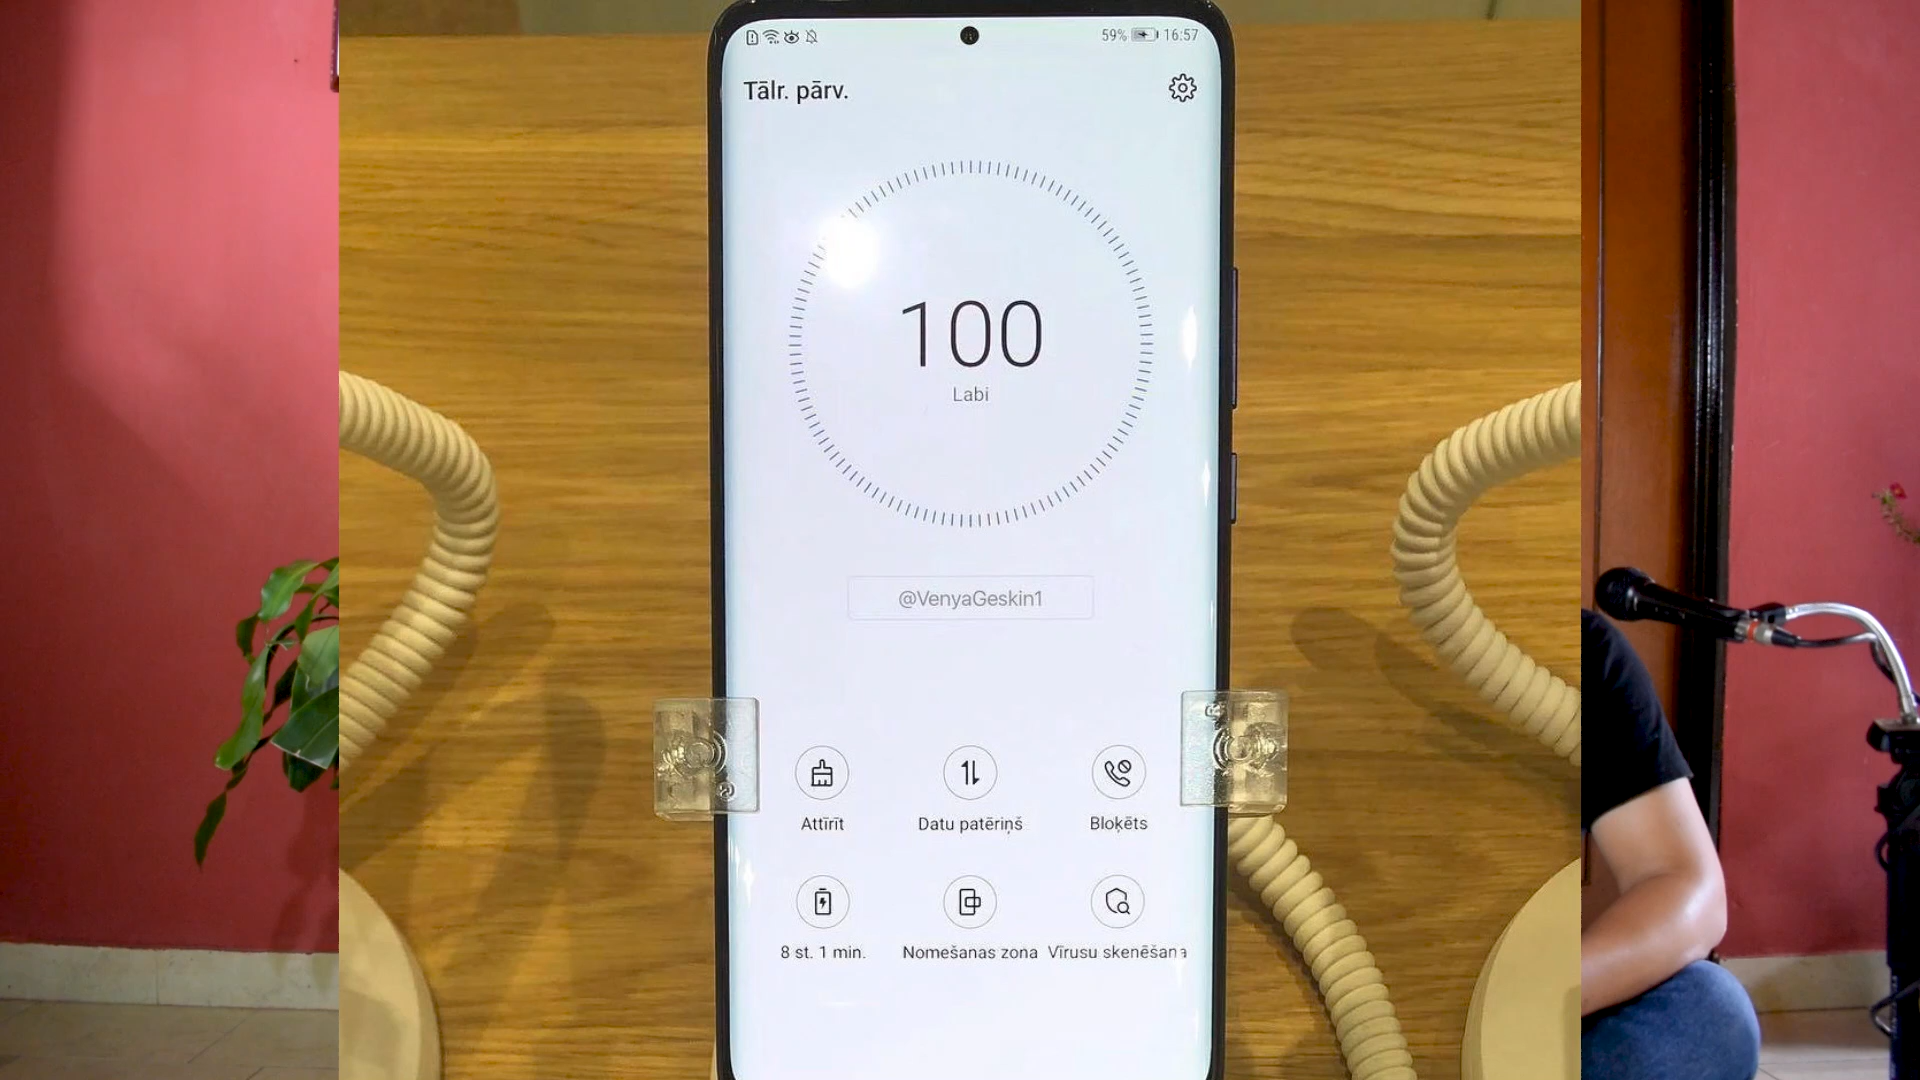 59% 16:57
Tālr. pārv.
100
Labi
@VenyaGeskin1
Attīrīt
Datu patēriņš
Bloķēts
8 st. 1 min.
Nomešanas zona
Vīrusu skenēšana